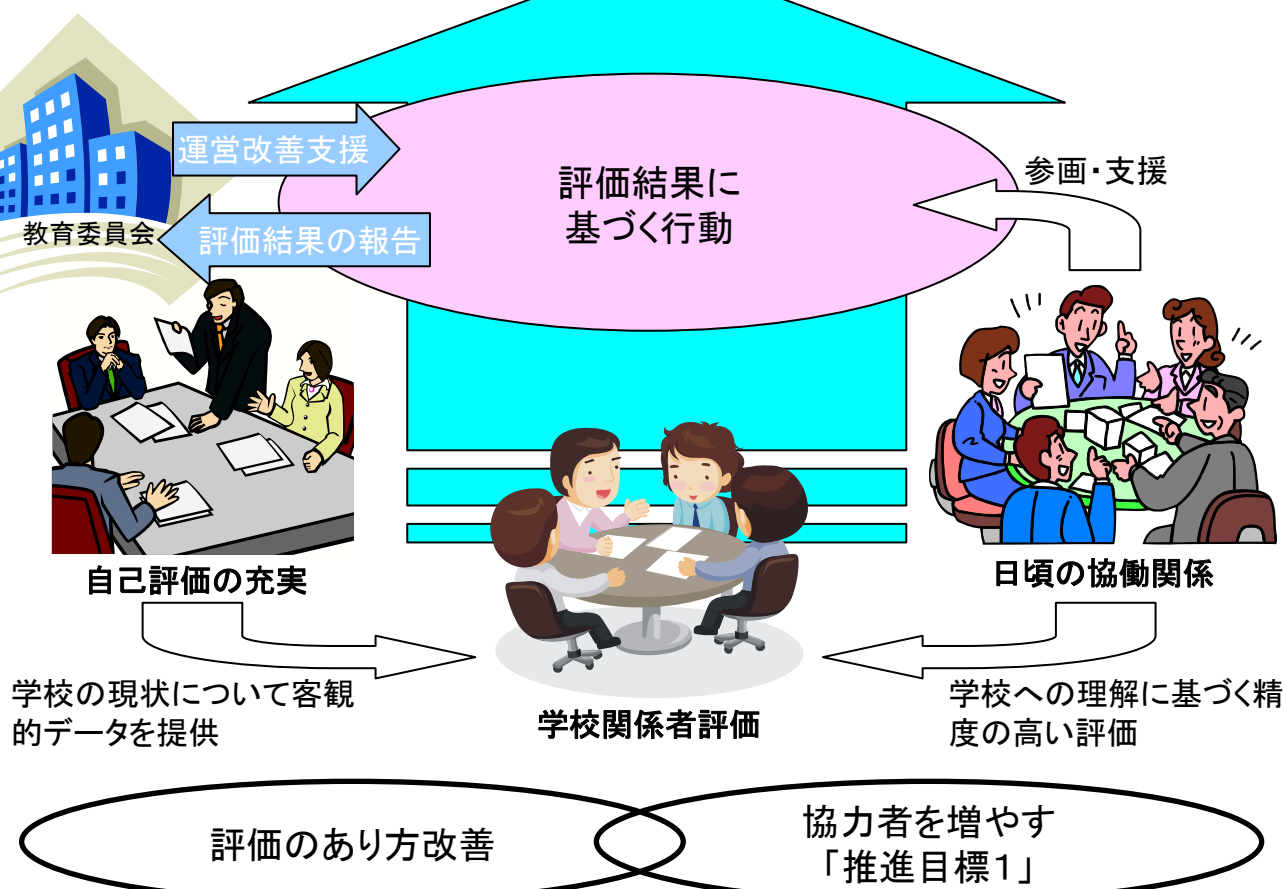 運営改善支援
教育委員会
評価結果の報告
評価結果に
基づく行動
参画・支援
自己評価の充実
日頃の協働関係
学校の現状について客観
的データを提供
学校関係者評価
学校への理解に基づく精
度の高い評価
評価のあり方改善
協力者を増やす
「推進目標1」